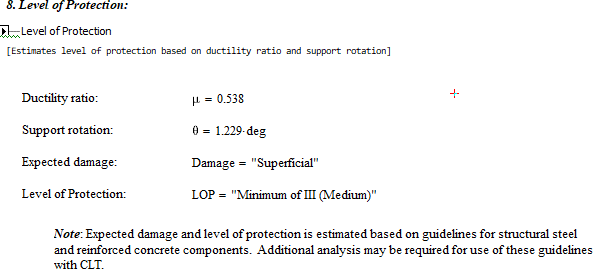 8. Level of Protection:
Level of Protection
[Estimates level of protection based on ductility ratio and support rotation]
Ductility ratio: μ = 0.538
Support rotation: θ = 1.229·deg
Expected damage: Damage = "Superficial"
Level of Protection: LOP = "Minimum of III (Medium)"
Note: Expected damage and level of protection is estimated based on guidelines for structural steel
and reinforced concrete components. Additional analysis may be required for use of these guidelines
with CLT.